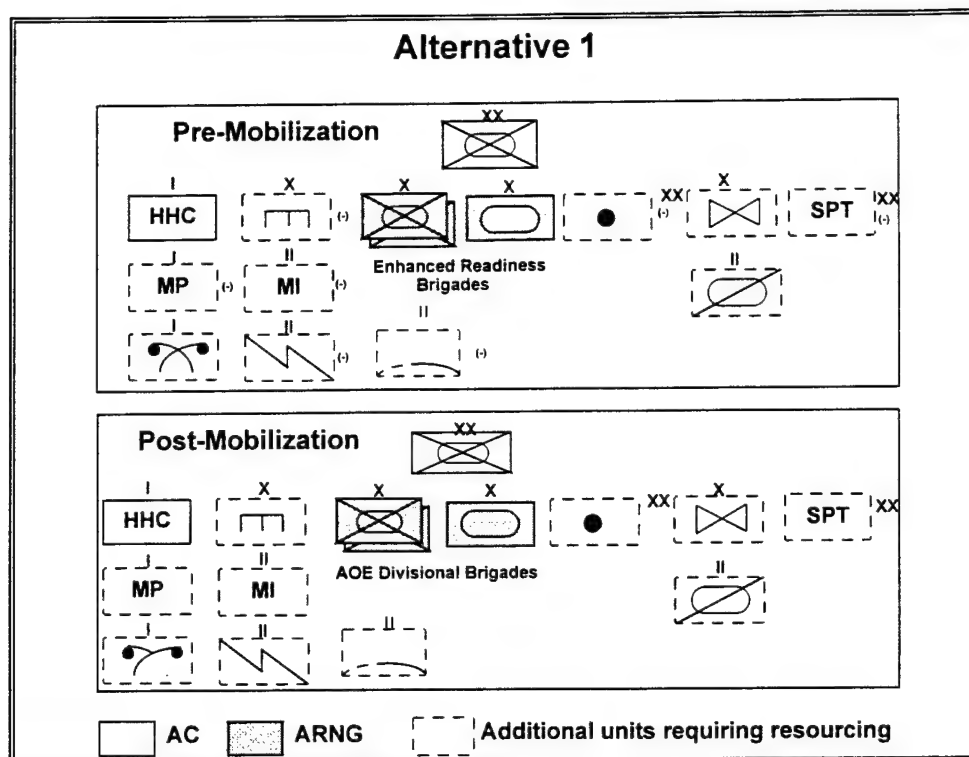 Alternative 1
Pre-Mobilization
XX
I X X X XX X XX
HHC (-) (-) SPT (-)
I II
MP (-) MI (-)
Enhanced Readiness
Brigades
II
I II (-) II (-)
Post-Mobilization
XX
I X X X XX X XX
HHC SPT
I II
MP MI
AOE Divisional Brigades
II
I II II
AC ARNG Additional units requiring resourcing